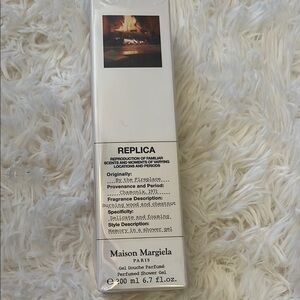 REPLICA
REPRODUCTION OF FAMILIAR
SCENTS AND MOMENTS OF VARYING
LOCATIONS AND PERIODS
Originally:
By the Fireplace
Provenance and Period:
Chamonix, 1971
Fragrance Description:
Burning wood and chestnut
Specificity:
Delicate and foaming
Style Description:
Memory in a shower gel
Maison Margiela
PARIS
Gel Douche Parfumé
Perfumed Shower Gel
℮ 200 ml 6.7 fl.oz.